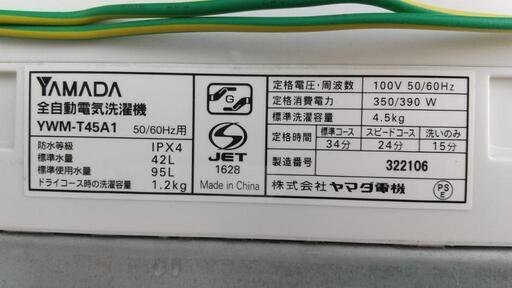 YAMADA
全自動電気洗濯機
YWM-T45A1 50/60Hz用
防水等級 IPX4
標準水量 42L
標準使用水量 95L
ドライコース時の洗濯容量 1.2kg
G
S
JET
1628
Made in China
定格電圧・周波数 100V 50/60Hz
定格消費電力 350/390 W
標準洗濯容量 4.5kg
定格時間 標準コース スピードコース 洗いのみ
34分 24分 15分
製造番号 322106
株式会社 ヤマダ電機
PS
E